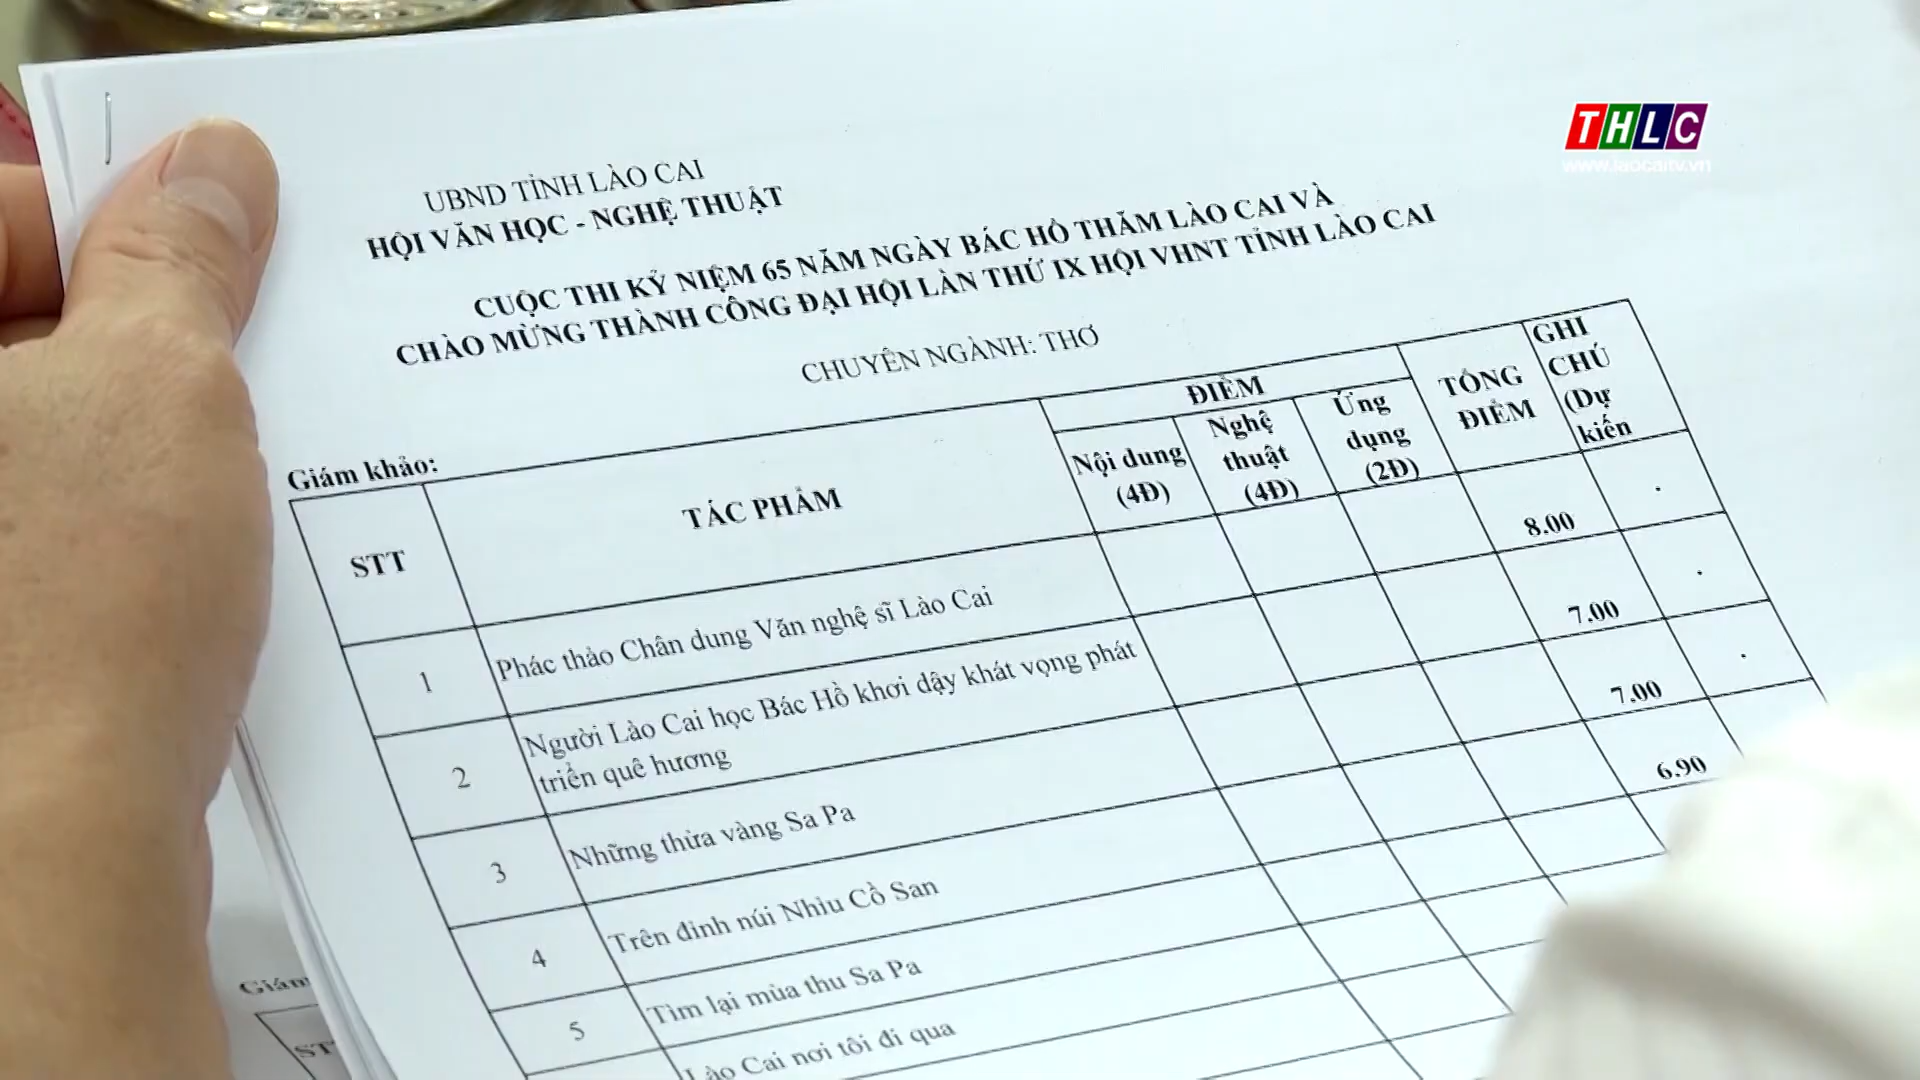 THLC
www.laocaitv.vn
UBND TỈNH LÀO CAI
HỘI VĂN HỌC - NGHỆ THUẬT
CUỘC THI KỶ NIỆM 65 NĂM NGÀY BÁC HỒ THĂM LÀO CAI VÀ
CHÀO MỪNG THÀNH CÔNG ĐẠI HỘI LẦN THỨ IX HỘI VHNT TỈNH LÀO CAI
CHUYÊN NGÀNH: THƠ
Giám khảo:
STT
TÁC PHẨM
ĐIỂM
Nội dung
(4Đ)
Nghệ
thuật
(4Đ)
Ứng
dụng
(2Đ)
TỔNG
ĐIỂM
GHI
CHÚ
(Dự
kiến
1
Phác thảo Chân dung Văn nghệ sĩ Lào Cai
8.00
.
2
Người Lào Cai học Bác Hồ khơi dậy khát vọng phát
triển quê hương
7.00
.
3
Những thửa vàng Sa Pa
7.00
.
4
Trên đỉnh núi Nhìu Cồ San
6.90
5
Tìm lại mùa thu Sa Pa
Lào Cai nơi tôi đi qua
Giám
STT